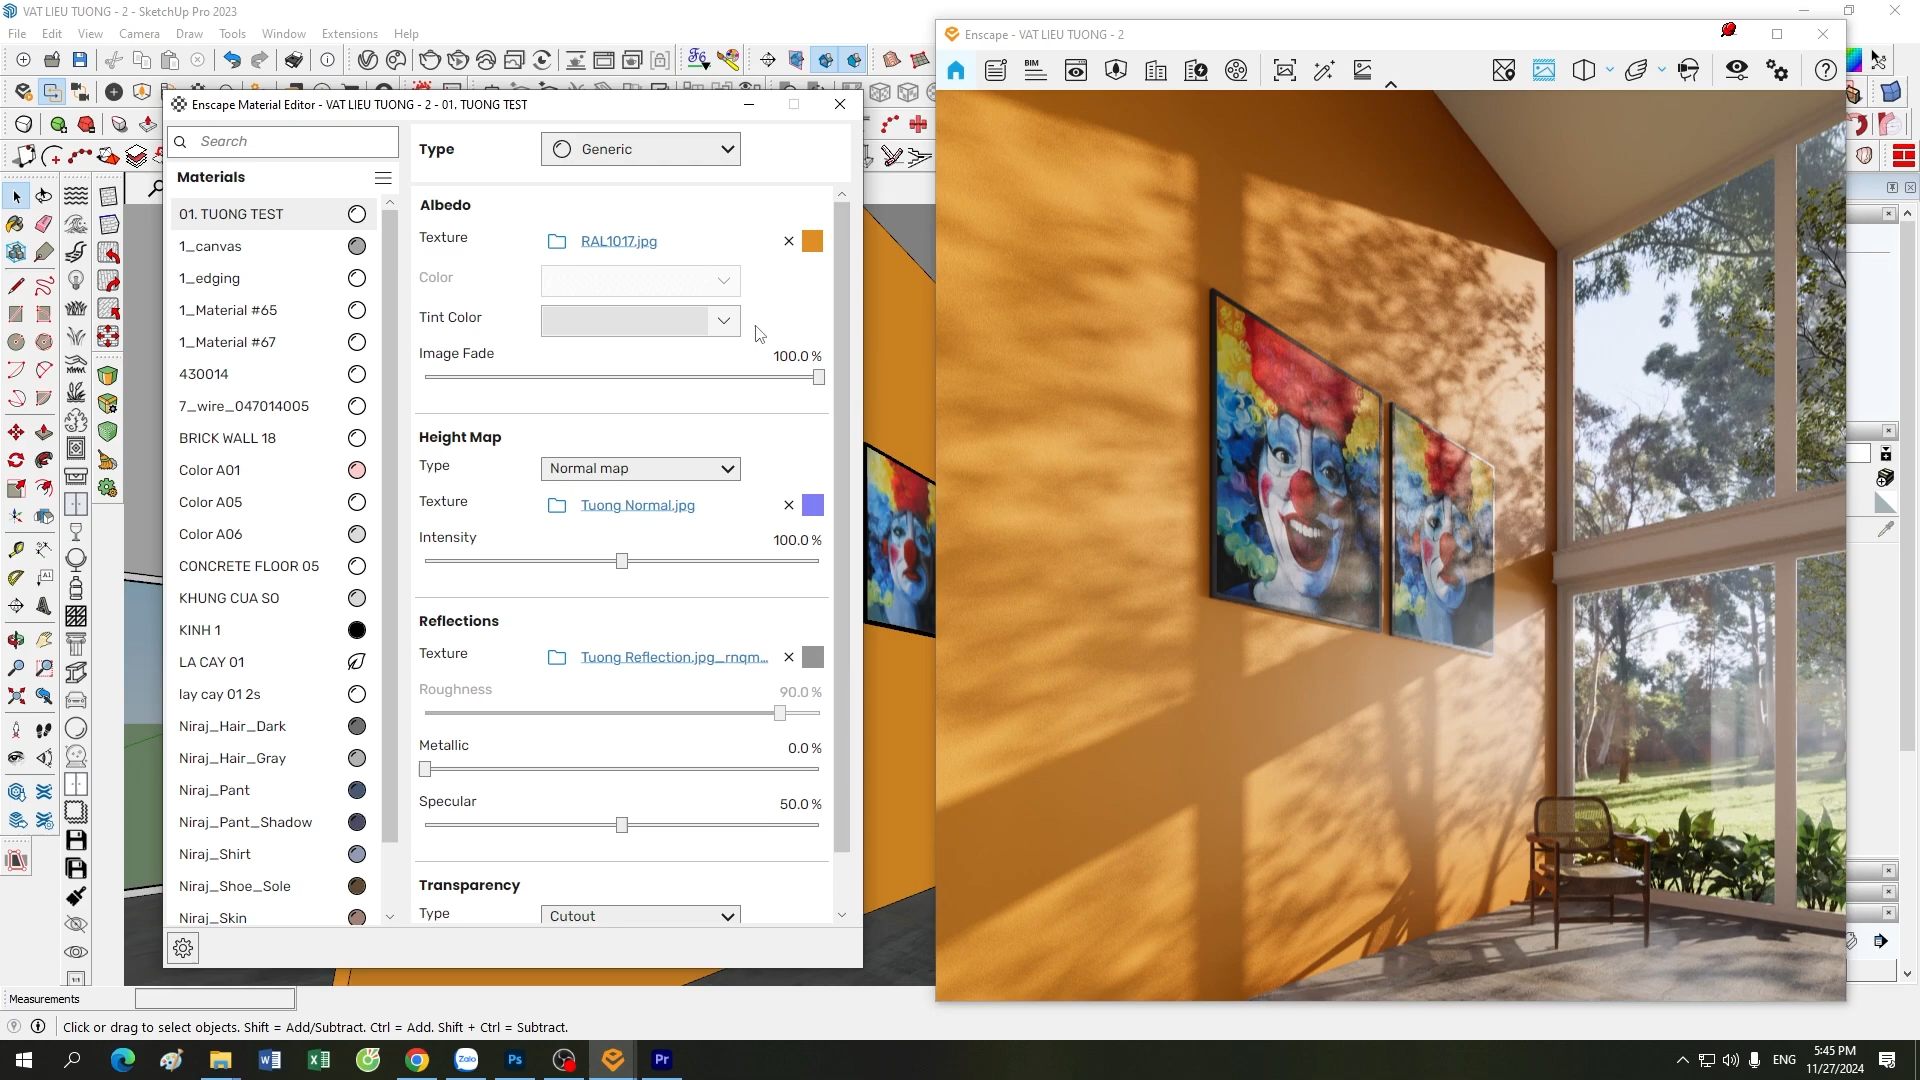 VAT LIEU TUONG - 2 - SketchUp Pro 2023
File Edit View Camera Draw Tools Window Extensions Help
Enscape - VAT LIEU TUONG - 2
BIM
Enscape Material Editor - VAT LIEU TUONG - 2 - 01. TUONG TEST
Search
Materials
01. TUONG TEST
1_canvas
1_edging
1_Material #65
1_Material #67
430014
7_wire_047014005
BRICK WALL 18
Color A01
Color A05
Color A06
CONCRETE FLOOR 05
KHUNG CUA SO
KINH 1
LA CAY 01
lay cay 01 2s
Niraj_Hair_Dark
Niraj_Hair_Gray
Niraj_Pant
Niraj_Pant_Shadow
Niraj_Shirt
Niraj_Shoe_Sole
Niraj_Skin
Type Generic
Albedo
Texture RAL1017.jpg
Color
Tint Color
Image Fade 100.0 %
Height Map
Type Normal map
Texture Tuong Normal.jpg
Intensity 100.0 %
Reflections
Texture Tuong Reflection.jpg_rnqm...
Roughness 90.0 %
Metallic 0.0 %
Specular 50.0 %
Transparency
Type Cutout
Measurements
Click or drag to select objects. Shift = Add/Subtract. Ctrl = Add. Shift + Ctrl = Subtract.
Zalo
Ps
Pr
ENG
5:45 PM
11/27/2024